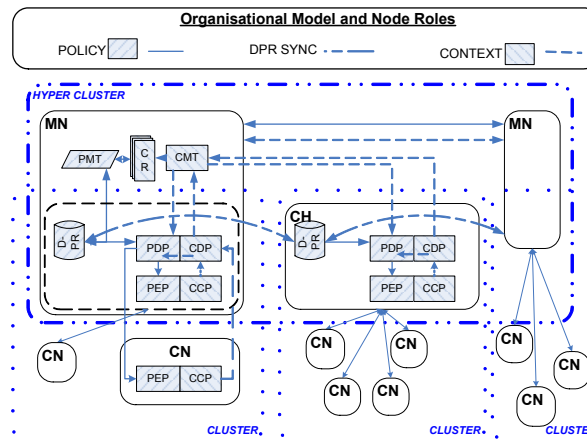 Organisational Model and Node Roles
POLICY
DPR SYNC
CONTEXT
HYPER CLUSTER
MN
MN
PMT
C
R
CMT
CH
D-
PR
PDP
CDP
PEP
CCP
D-
PR
PDP
CDP
PEP
CCP
CN
CN
PEP
CCP
CN
CN
CN
CN
CN
CN
CN
CLUSTER
CLUSTER
CLUSTER